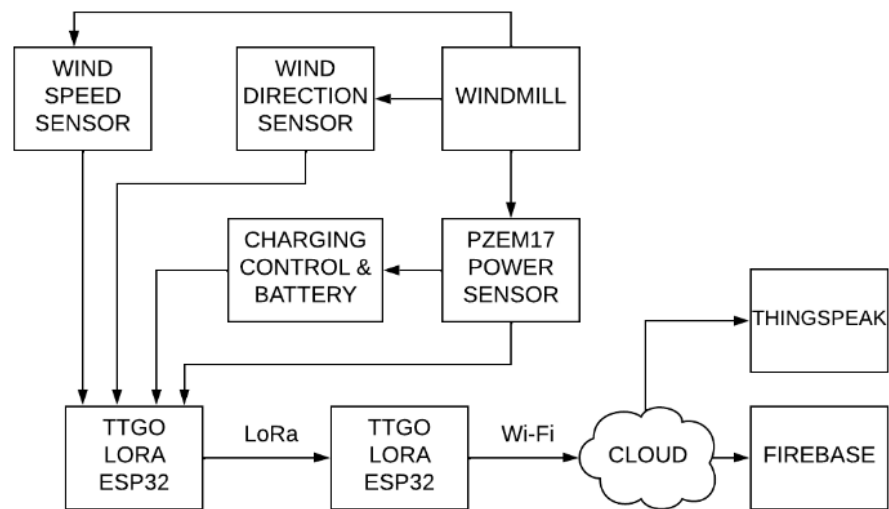 WIND
SPEED
SENSOR
WIND
DIRECTION
SENSOR
WINDMILL
CHARGING
CONTROL &
BATTERY
PZEM17
POWER
SENSOR
THINGSPEAK
TTGO
LORA
ESP32
LoRa
TTGO
LORA
ESP32
Wi-Fi
CLOUD
FIREBASE